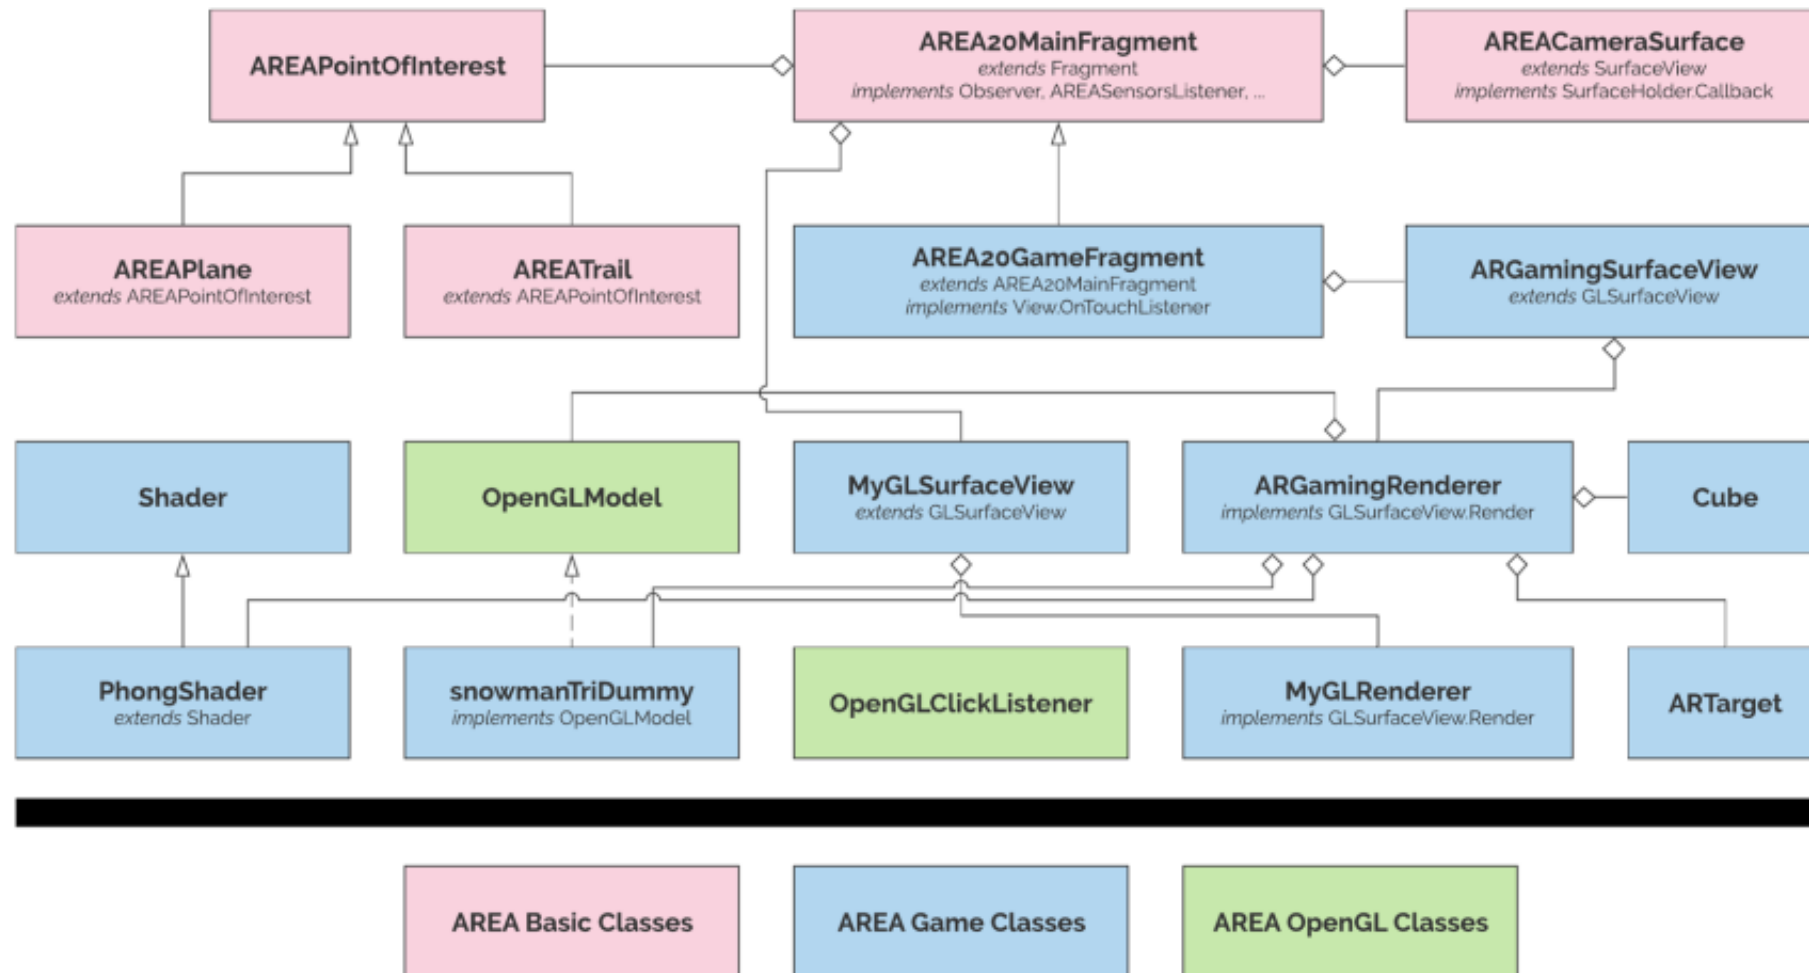 AREAPointOfInterest
AREA20MainFragment
extends Fragment
implements Observer, AREASensorsListener, ...
AREACameraSurface
extends SurfaceView
implements SurfaceHolder.Callback
AREAPlane
extends AREAPointOfInterest
AREATrail
extends AREAPointOfInterest
AREA20GameFragment
extends AREA20MainFragment
implements View.OnTouchListener
ARGamingSurfaceView
extends GLSurfaceView
Shader
OpenGLModel
MyGLSurfaceView
extends GLSurfaceView
ARGamingRenderer
implements GLSurfaceView.Render
Cube
PhongShader
extends Shader
snowmanTriDummy
implements OpenGLModel
OpenGLClickListener
MyGLRenderer
implements GLSurfaceView.Render
ARTarget
AREA Basic Classes
AREA Game Classes
AREA OpenGL Classes